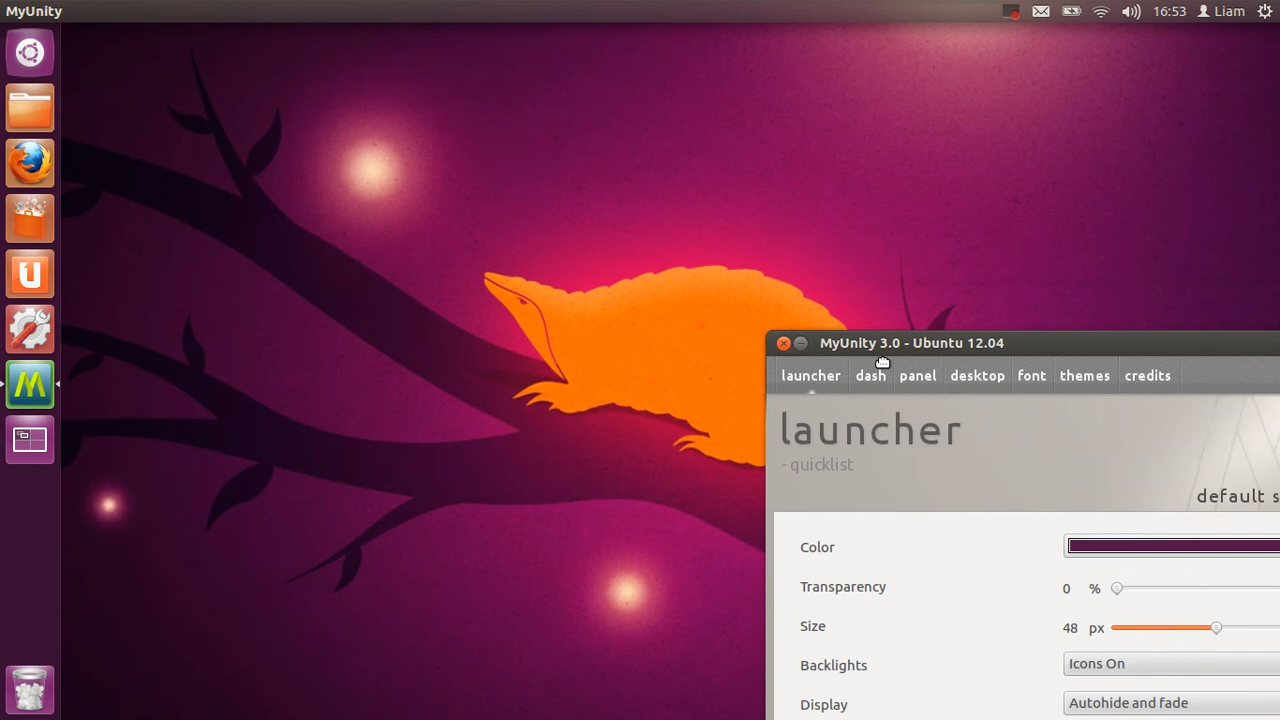 MyUnity
16:53 Liam
MyUnity 3.0 - Ubuntu 12.04
launcher dash panel desktop font themes credits
launcher
- quicklist
default s
Color
Transparency 0 %
Size 48 px
Backlights Icons On
Display Autohide and fade